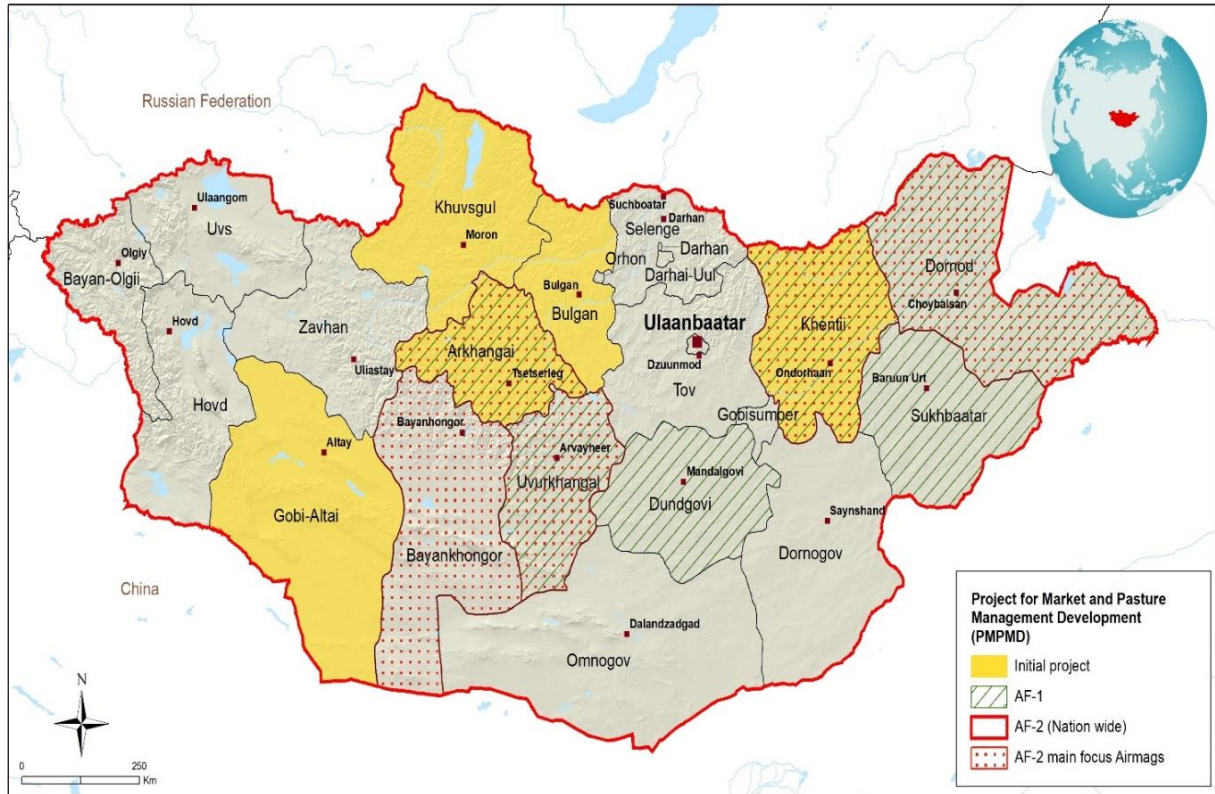 Russian Federation
Ulaangom
Uvs
Olgiy
Bayan-Olgii
Hovd
Hovd
Zavhan
Uliastay
Khuvsgul
Moron
Bulgan
Bulgan
Arkhangai
Tsetserleg
Suchboatar
Darhan
Selenge
Orhon
Darhan
Darhai-Uul
Ulaanbaatar
Dzuunmod
Tov
Gobisumber
Khentii
Ondorhaan
Dornod
Choybalsan
Baruun Urt
Sukhbaatar
Altay
Gobi-Altai
Bayanhongor
Bayankhongor
Arvayheer
Uvurkhangal
Mandalgovi
Dundgovi
Saynshand
Dornogov
Dalandzadgad
Omnogov
China
N
0
250
Km
Project for Market and Pasture
Management Development
(PMPMD)
Initial project
AF-1
AF-2 (Nation wide)
AF-2 main focus Airmags